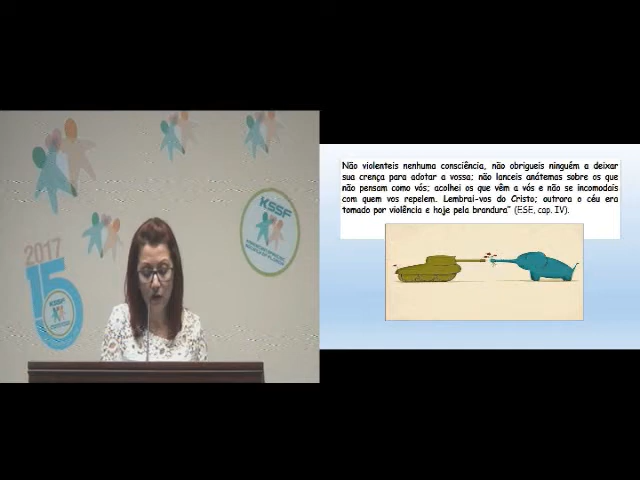 KSSF
2017
15
KSSF
Não violenteis nenhuma consciência, não obrigueis ninguém a deixar
sua crença para adotar a vossa; não lanceis anátemas sobre os que
não pensam como vós; acolhei os que vêm a vós e não se incomodais
com quem vos repelem. Lembrai-vos do Cristo; outrora o céu era
tomado por violência e hoje pela brandura" (ESE, cap. IV).